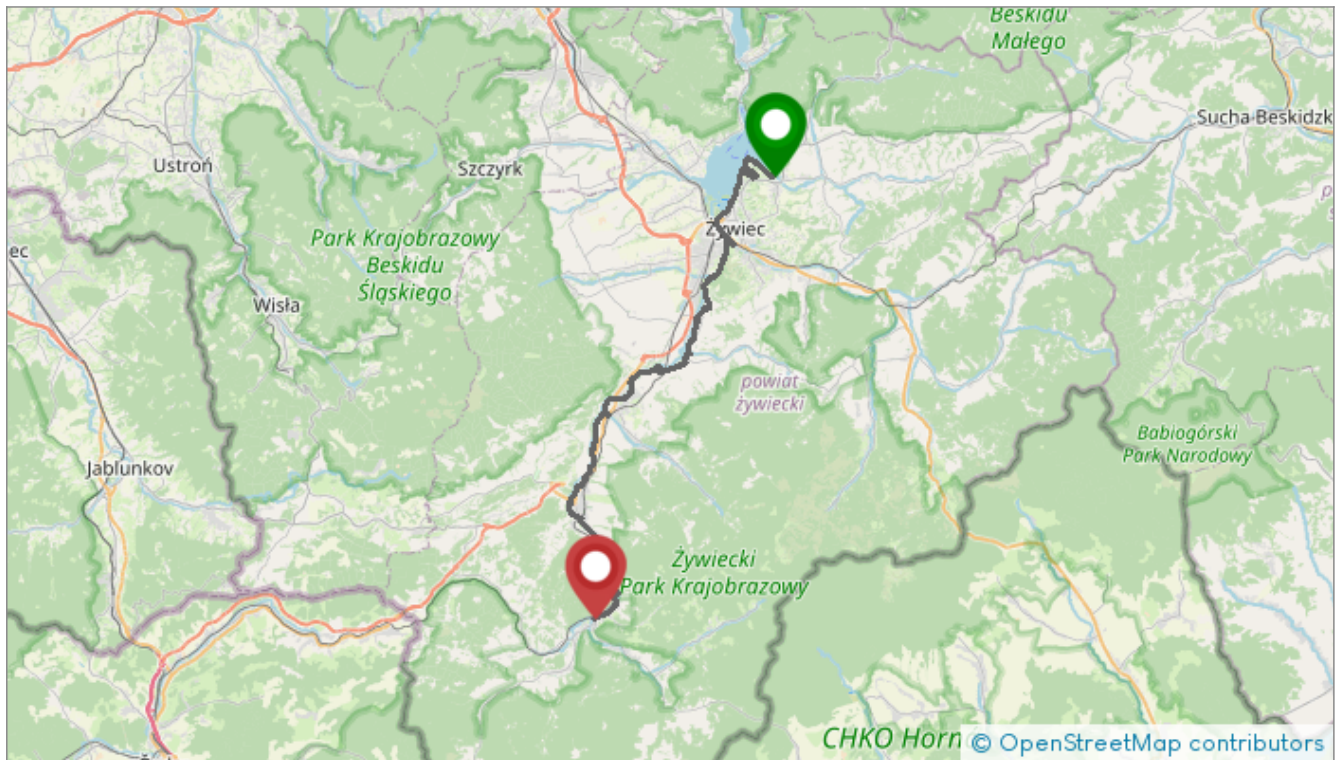 Beskidu
Małego
Sucha Beskidzk
Ustroń
Szczyrk
Żywiec
Park Krajobrazowy
Beskidu
Śląskiego
ec
Wisła
powiat
żywiecki
Babiogórski
Park Narodowy
Jablunkov
Żywiecki
Park Krajobrazowy
CHKO Horn
© OpenStreetMap contributors